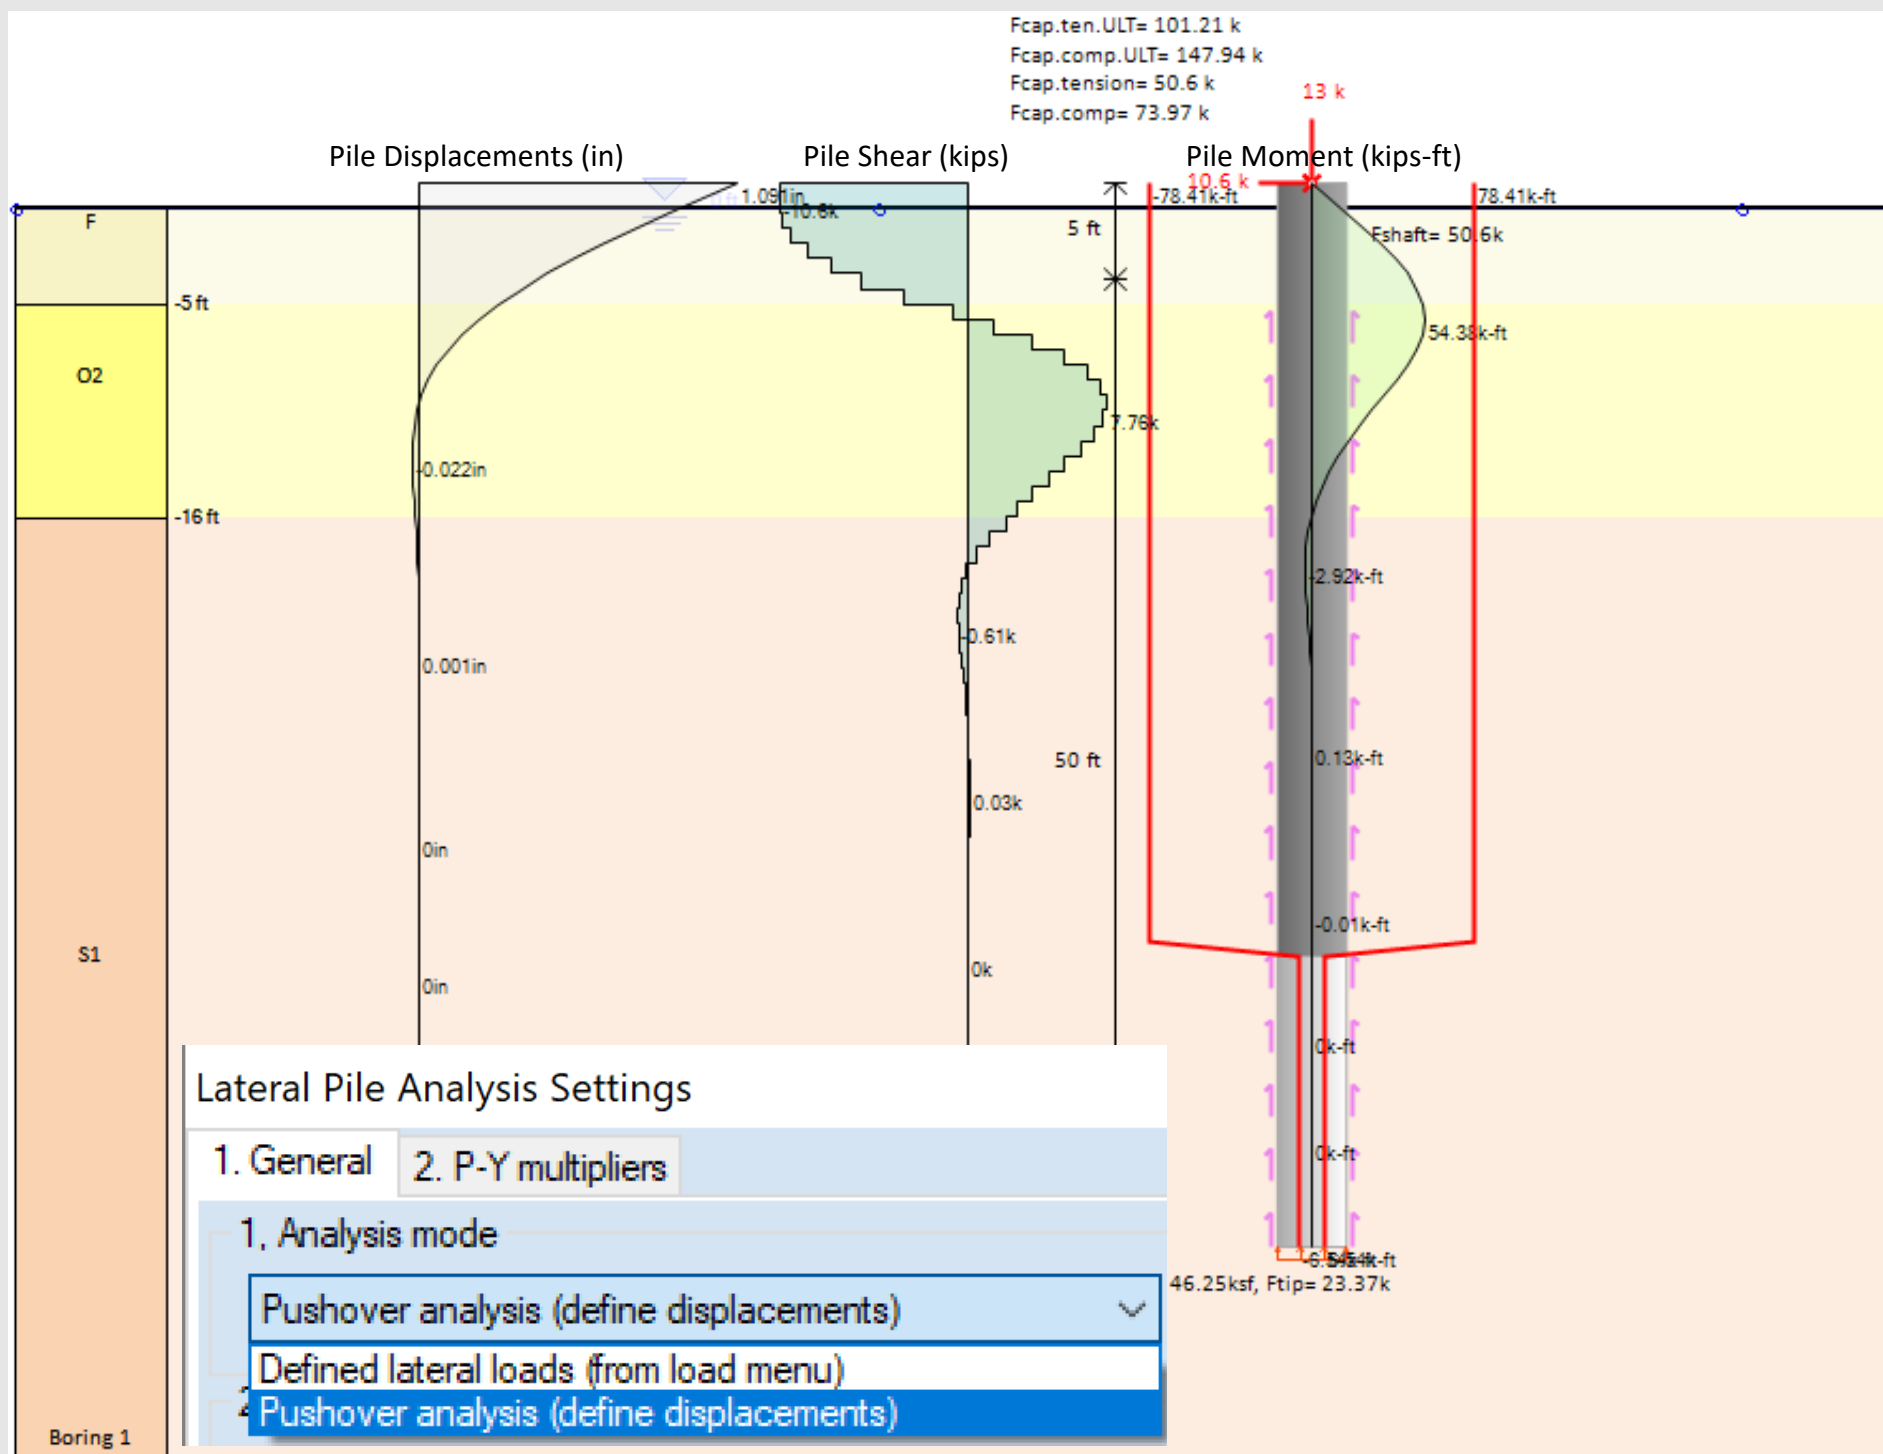 Fcap.ten.ULT= 101.21 k
Fcap.comp.ULT= 147.94 k
Fcap.tension= 50.6 k
Fcap.comp= 73.97 k
13 k
Pile Displacements (in)
Pile Shear (kips)
Pile Moment (kips-ft)
10.6 k
1.091in
-10.6k
-78.41k-ft
78.41k-ft
F
5 ft
Fshaft= 50.6k
-5 ft
54.38k-ft
O2
7.76k
-0.022in
-16 ft
-2.92k-ft
-0.61k
0.001in
50 ft
0.13k-ft
0.03k
0in
-0.01k-ft
S1
0k
0in
0k-ft
Lateral Pile Analysis Settings
1. General
2. P-Y multipliers
0k-ft
1, Analysis mode
46.25ksf, Ftip= 23.37k
Pushover analysis (define displacements)
Defined lateral loads (from load menu)
Pushover analysis (define displacements)
Boring 1